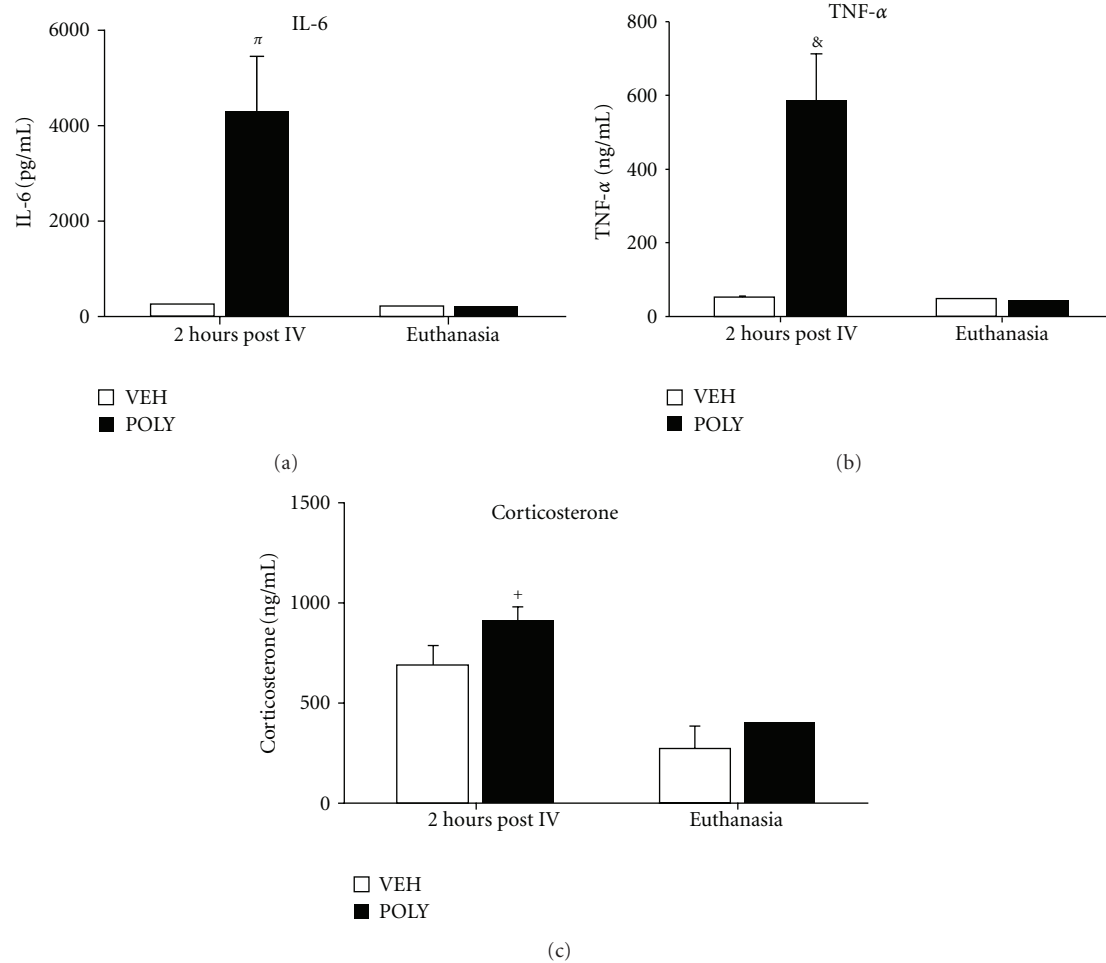 IL-6
π
6000
4000
2000
0
IL-6 (pg/mL)
2 hours post IV
Euthanasia
VEH
POLY
(a)
TNF-α
&
800
600
400
200
0
TNF-α (ng/mL)
2 hours post IV
Euthanasia
VEH
POLY
(b)
Corticosterone
+
1500
1000
500
0
Corticosterone (ng/mL)
2 hours post IV
Euthanasia
VEH
POLY
(c)